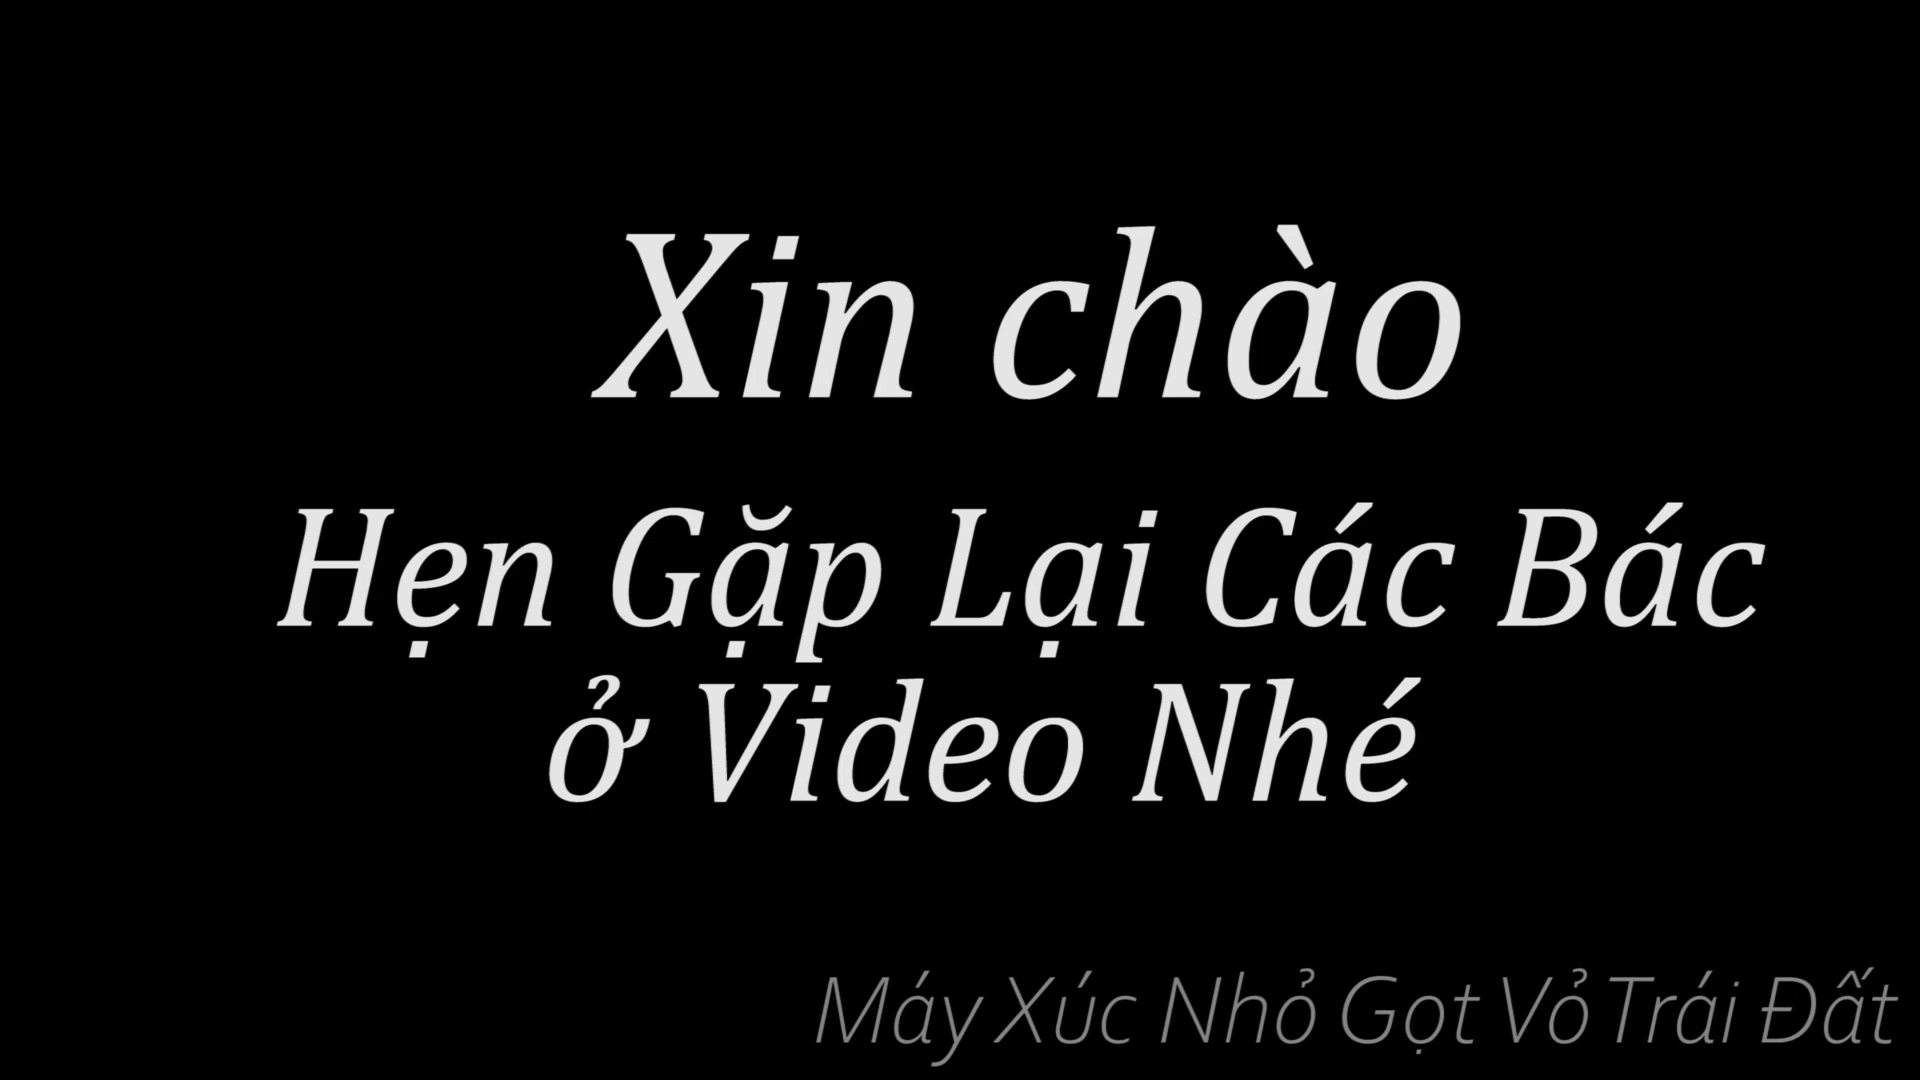 Xin chào
Hẹn Gặp Lại Các Bác
ở Video Nhé
Máy Xúc Nhỏ Gọt Vỏ Trái Đất